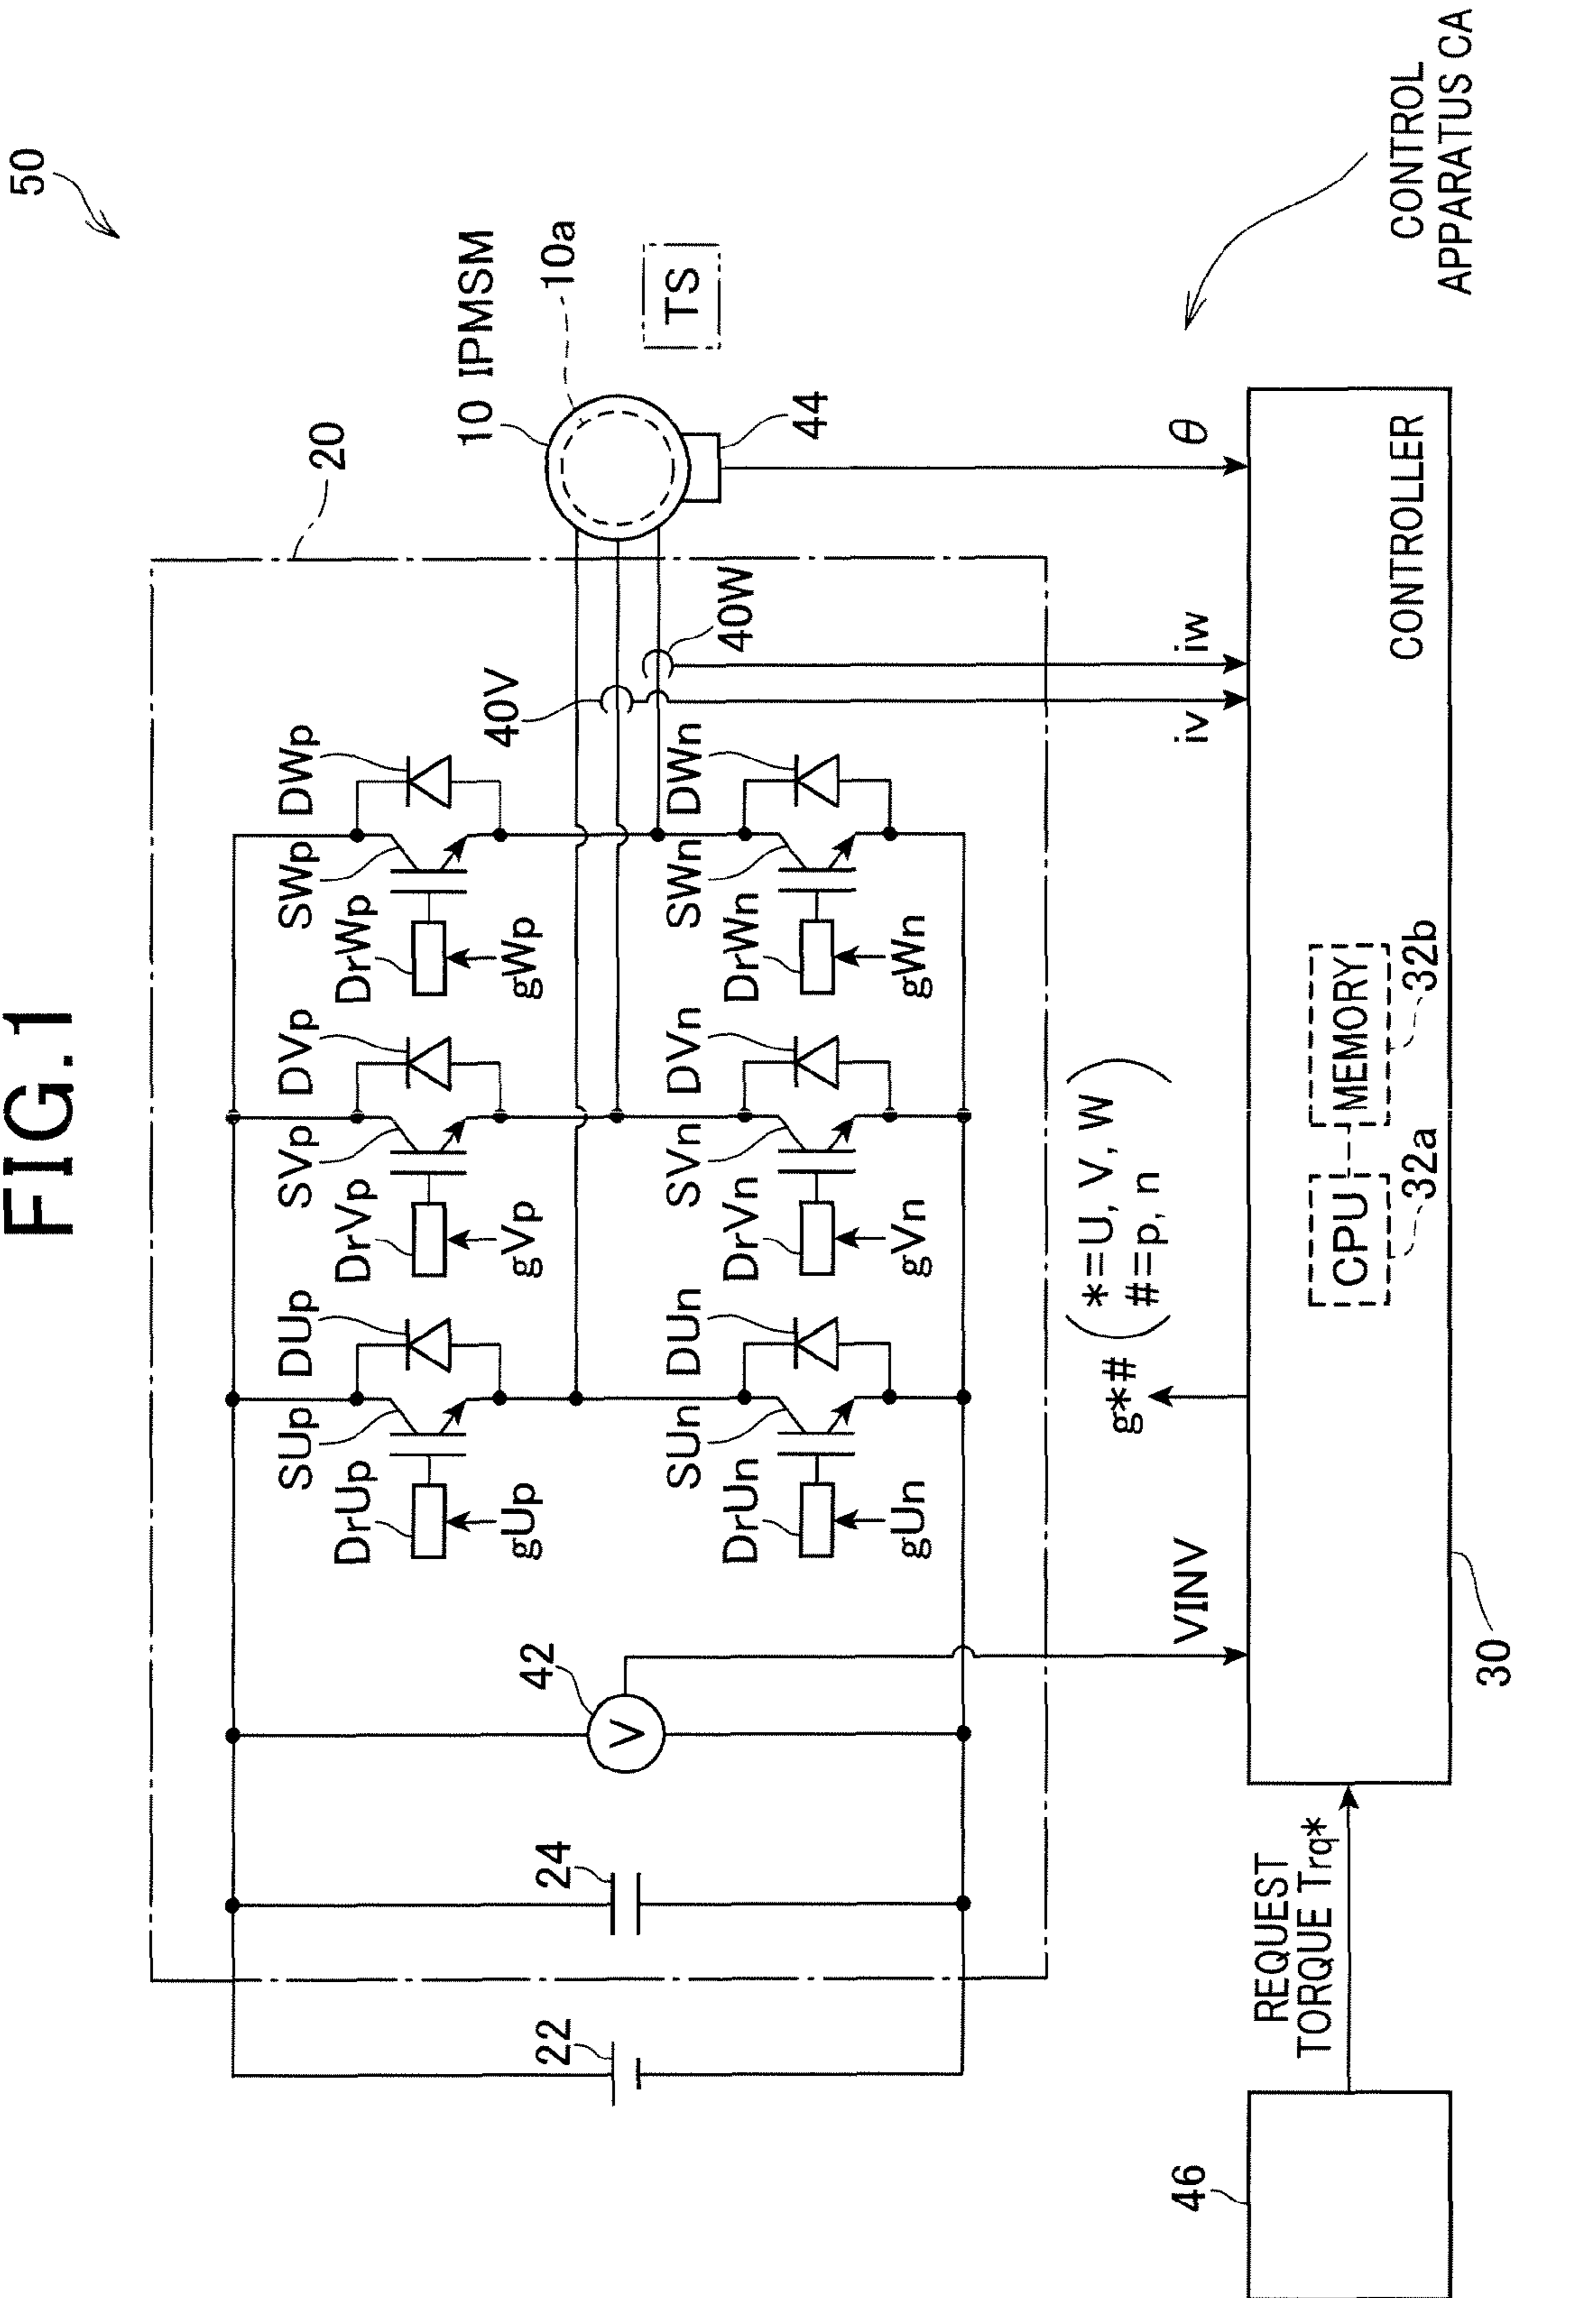 FIG.1
50
20
10 IPMSM
10a
TS
44
22
24
42
DrUp
SUp
DUp
gUp
DrVp
SVp
DVp
gVp
DrWp
SWp
DWp
gWp
40V
40W
DrUn
SUn
DUn
gUn
DrVn
SVn
DVn
gVn
DrWn
SWn
DWn
gWn
VINV
g*# (*=U, V, W
#=p, n)
iv
iw
θ
46
REQUEST
TORQUE Trq*
CPU
MEMORY
32a
32b
CONTROLLER
30
CONTROL
APPARATUS CA